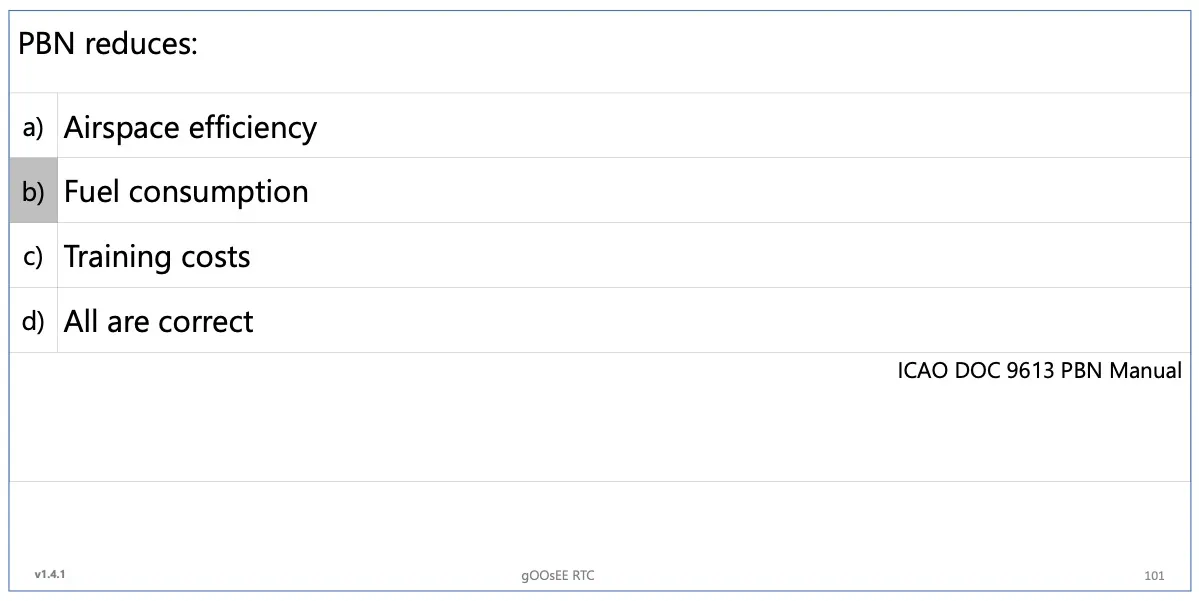 PBN reduces:
a) Airspace efficiency
b) Fuel consumption
c) Training costs
d) All are correct
ICAO DOC 9613 PBN Manual
v1.4.1 gOOsEE RTC 101